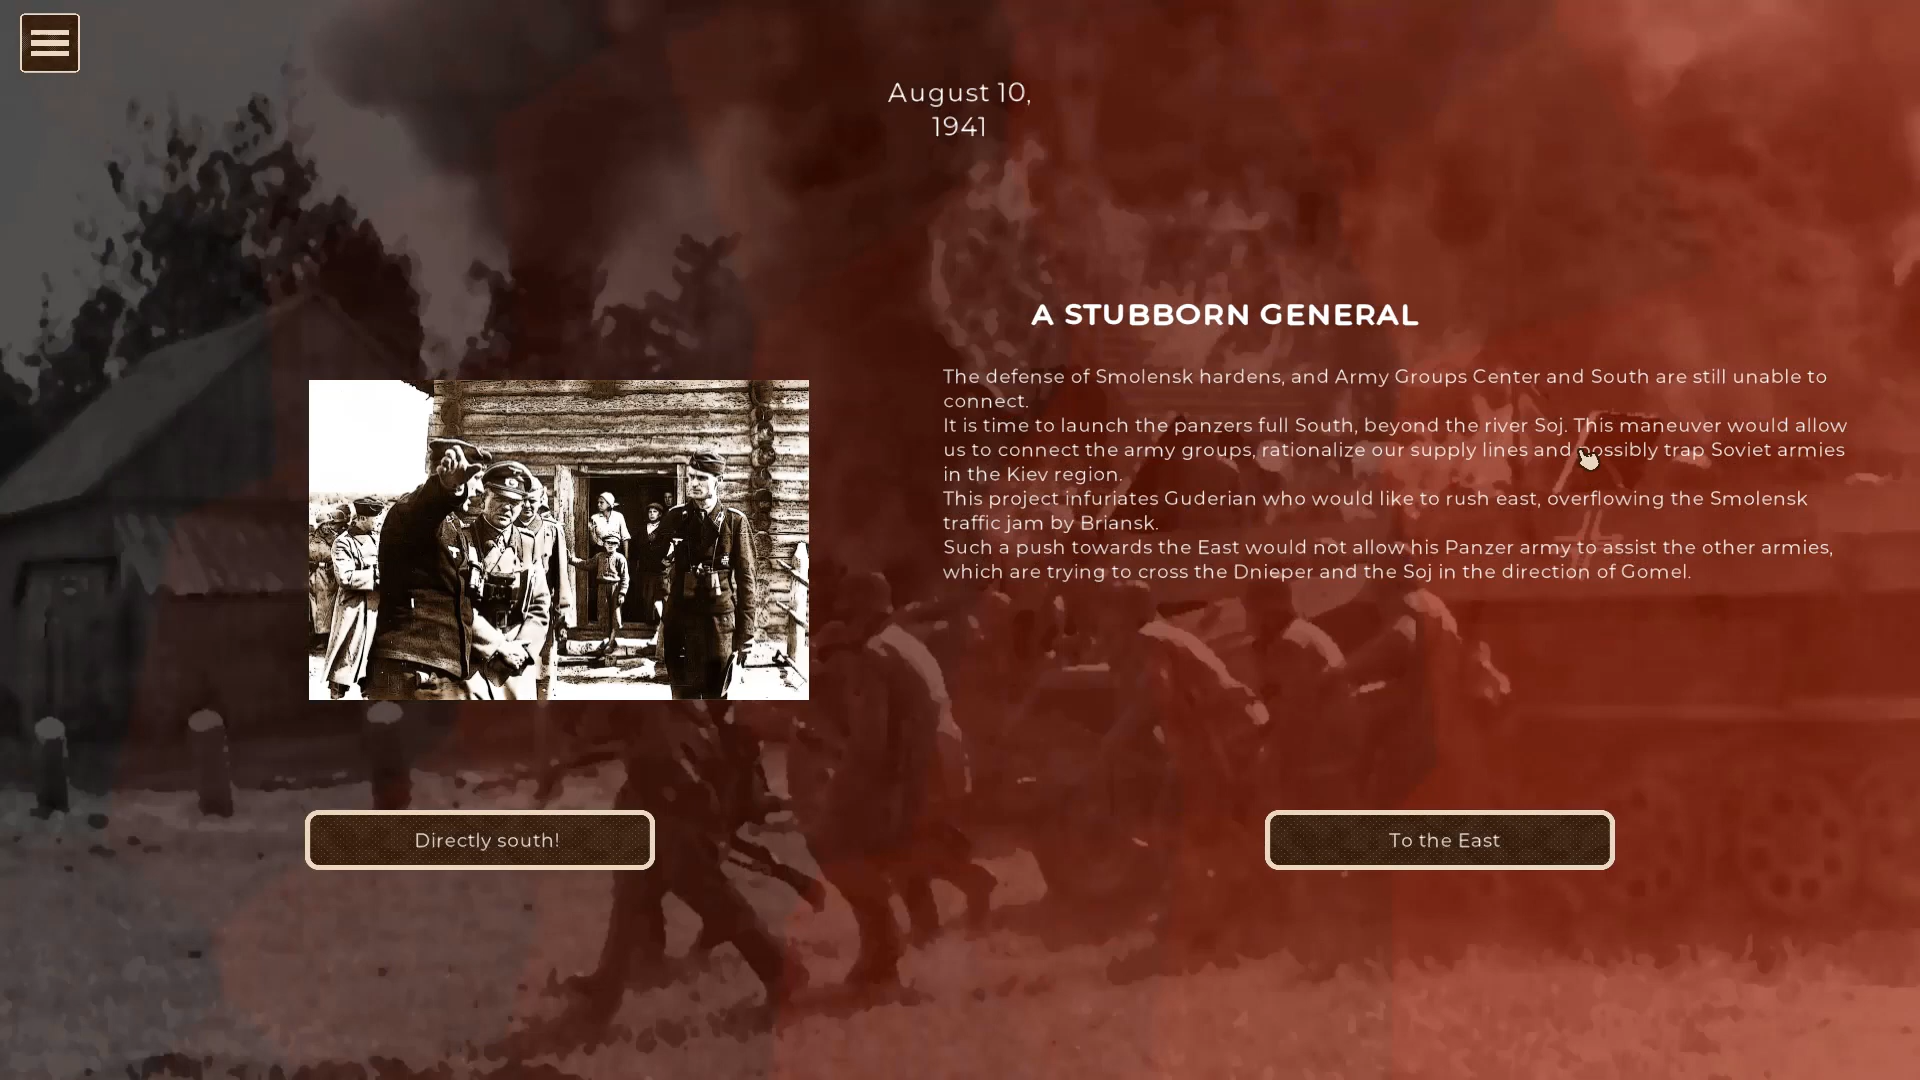 August 10,
1941
A STUBBORN GENERAL
The defense of Smolensk hardens, and Army Groups Center and South are still unable to
connect.
It is time to launch the panzers full South, beyond the river Soj. This maneuver would allow
us to connect the army groups, rationalize our supply lines and possibly trap Soviet armies
in the Kiev region.
This project infuriates Guderian who would like to rush east, overflowing the Smolensk
traffic jam by Briansk.
Such a push towards the East would not allow his Panzer army to assist the other armies,
which are trying to cross the Dnieper and the Soj in the direction of Gomel.
Directly south!
To the East